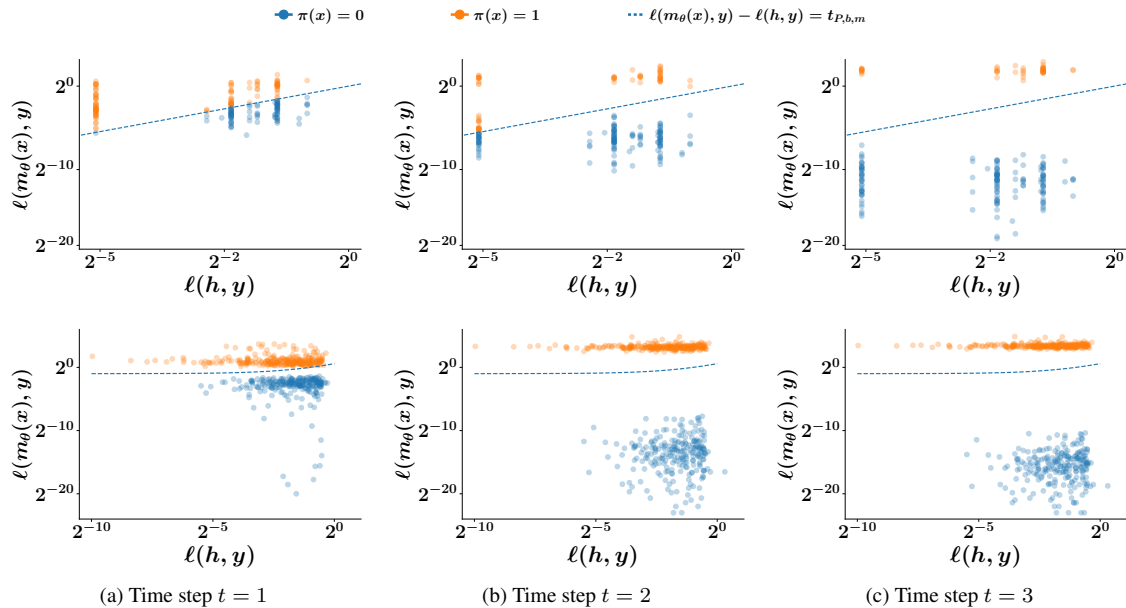 π(x) = 0 π(x) = 1 ℓ(m_θ(x), y) − ℓ(h, y) = t_{P,b,m}
ℓ(m_θ(x), y)
2^0
2^{-10}
2^{-20}
2^{-5} 2^{-2} 2^0
ℓ(h, y)
ℓ(m_θ(x), y)
2^0
2^{-10}
2^{-20}
2^{-5} 2^{-2} 2^0
ℓ(h, y)
ℓ(m_θ(x), y)
2^0
2^{-10}
2^{-20}
2^{-5} 2^{-2} 2^0
ℓ(h, y)
ℓ(m_θ(x), y)
2^0
2^{-10}
2^{-20}
2^{-10} 2^{-5} 2^0
ℓ(h, y)
ℓ(m_θ(x), y)
2^0
2^{-10}
2^{-20}
2^{-10} 2^{-5} 2^0
ℓ(h, y)
ℓ(m_θ(x), y)
2^0
2^{-10}
2^{-20}
2^{-10} 2^{-5} 2^0
ℓ(h, y)
(a) Time step t = 1
(b) Time step t = 2
(c) Time step t = 3